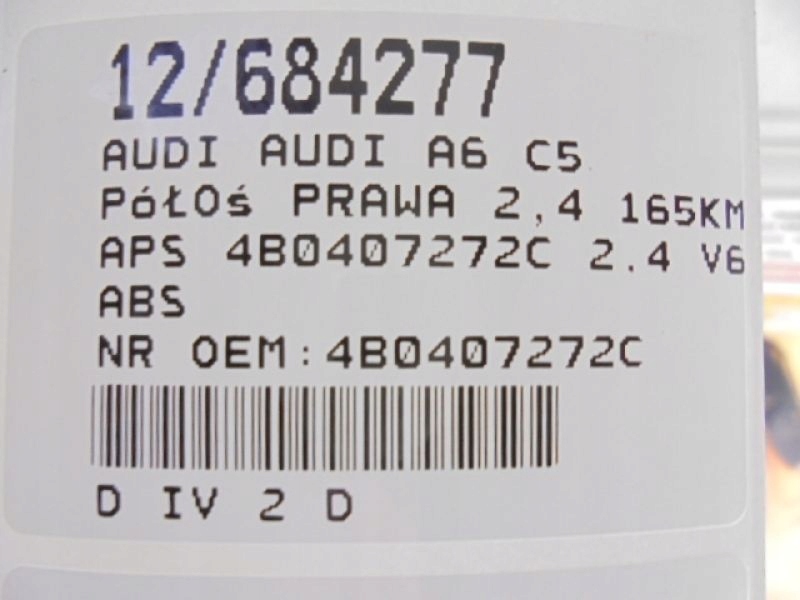 12/684277
AUDI AUDI A6 C5
PółOś PRAWA 2,4 165KM
APS 4B0407272C 2.4 V6
ABS
NR OEM:4B0407272C
D IV 2 D